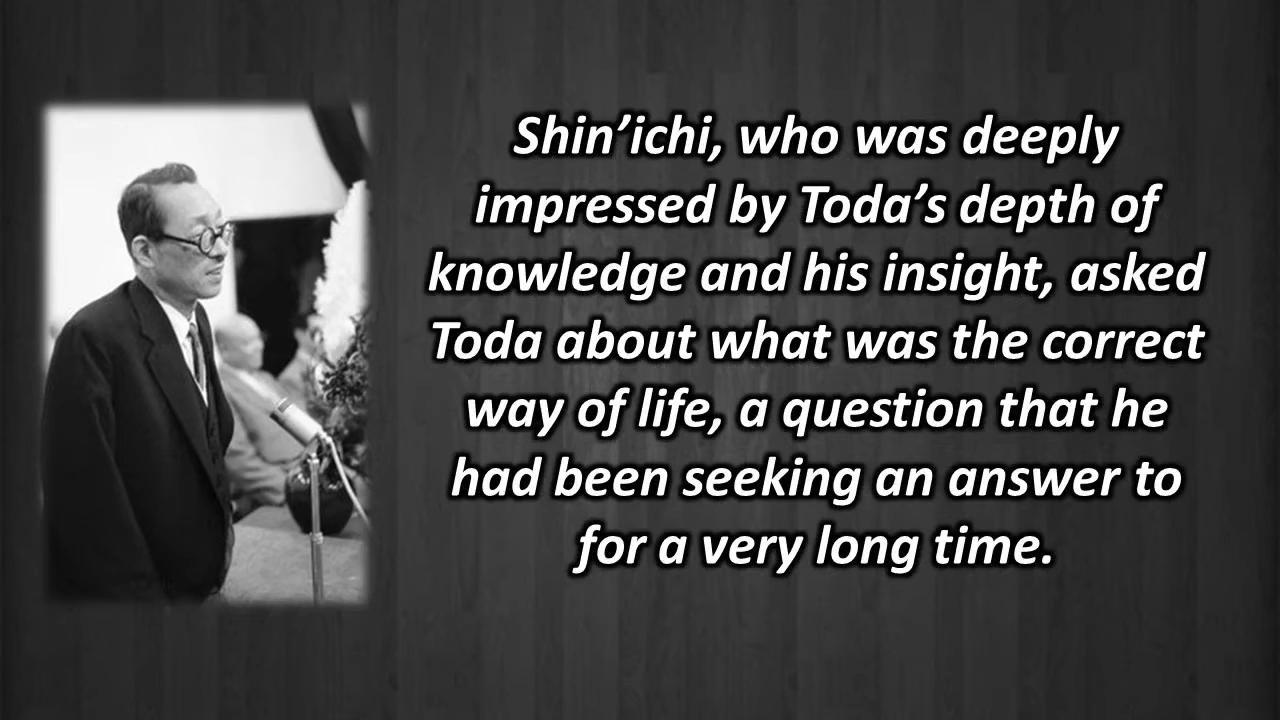 Shin’ichi, who was deeply
impressed by Toda’s depth of
knowledge and his insight, asked
Toda about what was the correct
way of life, a question that he
had been seeking an answer to
for a very long time.